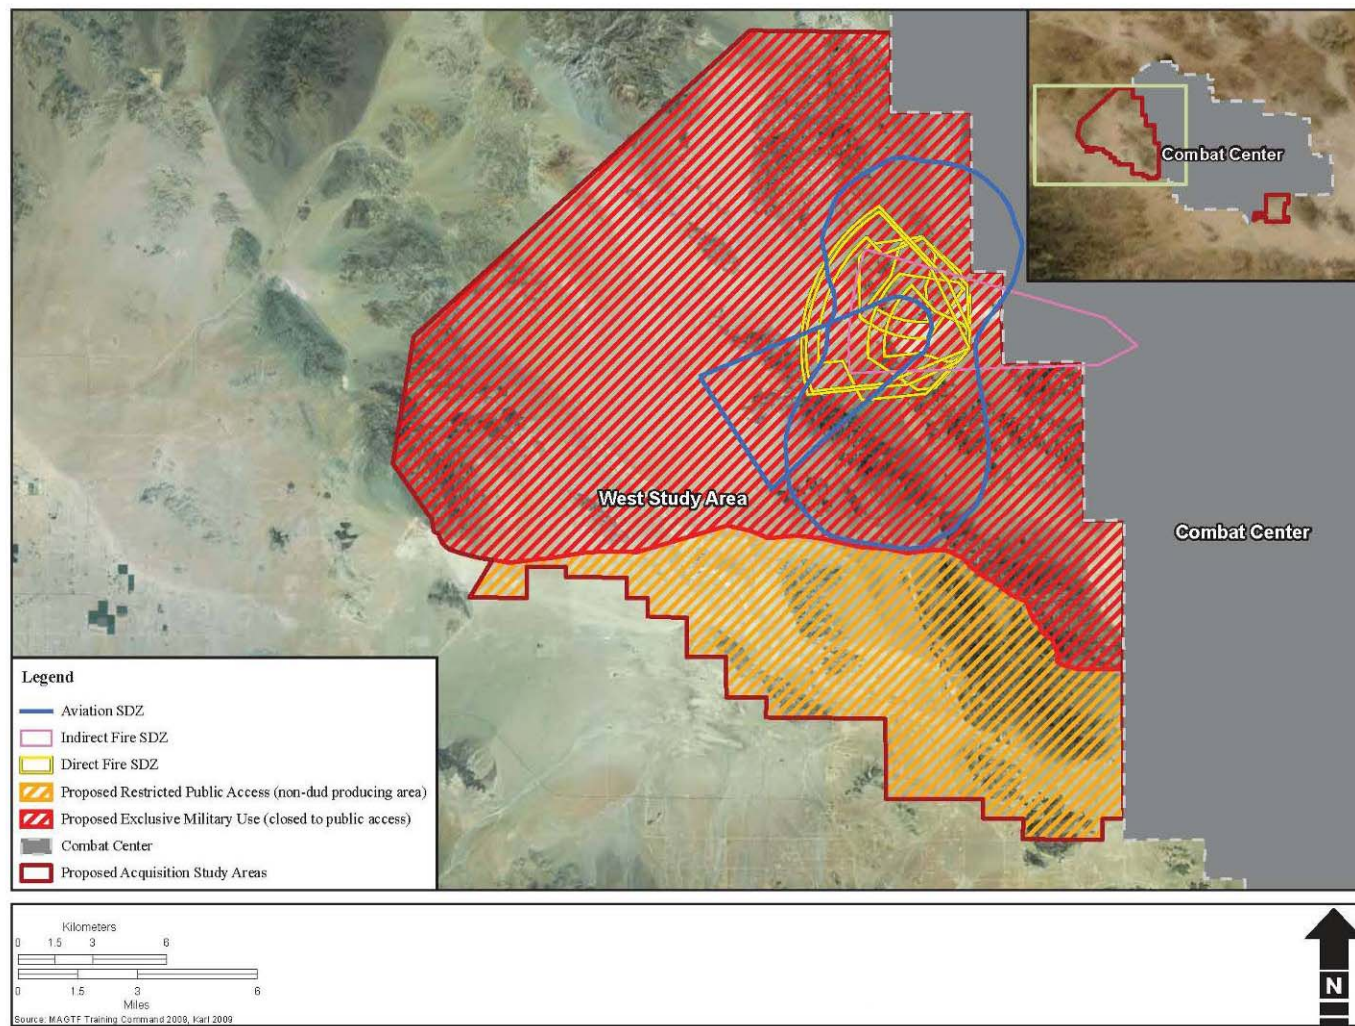 Combat Center
West Study Area
Combat Center
Legend
Aviation SDZ
Indirect Fire SDZ
Direct Fire SDZ
Proposed Restricted Public Access (non-dud producing area)
Proposed Exclusive Military Use (closed to public access)
Combat Center
Proposed Acquisition Study Areas
Kilometers
0 1.5 3 6
0 1.5 3 6
Miles
Source: MAGTF Training Command 2009, Karl 2009
N